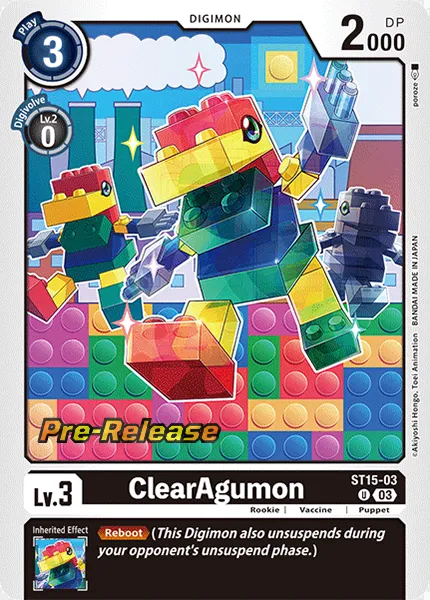 DIGIMON
Play
3
2000
DP
Digivolve
Lv.2
0
poroze
©Akiyoshi Hongo, Toei Animation BANDAI MADE IN JAPAN
Pre-Release
Lv.3
ClearAgumon
ST15-03
U 03
Rookie | Vaccine | Puppet
Inherited Effect
Reboot (This Digimon also unsuspends during
your opponent's unsuspend phase.)